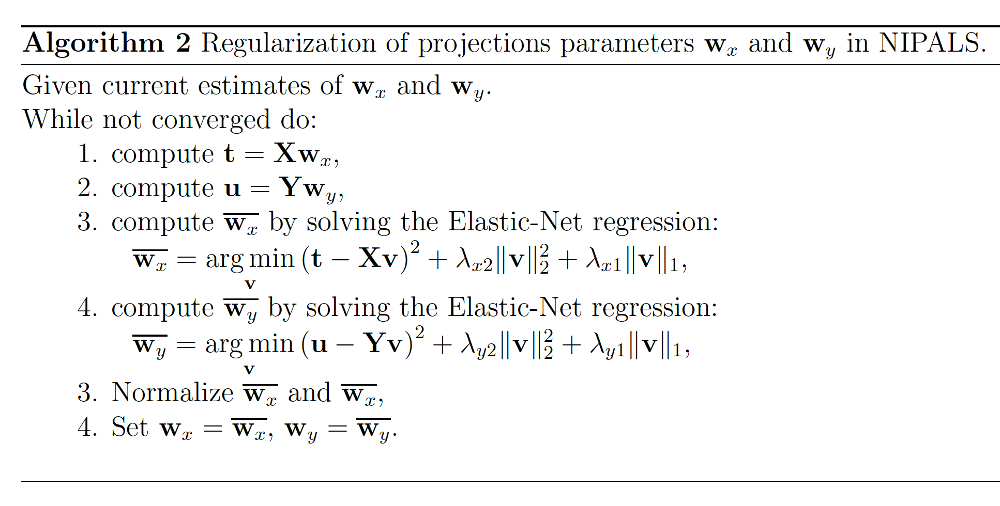 Algorithm 2 Regularization of projections parameters $\mathbf{w}_x$ and $\mathbf{w}_y$ in NIPALS.
Given current estimates of $\mathbf{w}_x$ and $\mathbf{w}_y$.
While not converged do:
1. compute $\mathbf{t} = \mathbf{X}\mathbf{w}_x$,
2. compute $\mathbf{u} = \mathbf{Y}\mathbf{w}_y$,
3. compute $\overline{\mathbf{w}_x}$ by solving the Elastic-Net regression:
$\overline{\mathbf{w}_x} = \underset{\mathbf{v}}{\arg\min}\,(\mathbf{t} - \mathbf{X}\mathbf{v})^2 + \lambda_{x2}\|\mathbf{v}\|_2^2 + \lambda_{x1}\|\mathbf{v}\|_1$,
4. compute $\overline{\mathbf{w}_y}$ by solving the Elastic-Net regression:
$\overline{\mathbf{w}_y} = \underset{\mathbf{v}}{\arg\min}\,(\mathbf{u} - \mathbf{Y}\mathbf{v})^2 + \lambda_{y2}\|\mathbf{v}\|_2^2 + \lambda_{y1}\|\mathbf{v}\|_1$,
3. Normalize $\overline{\mathbf{w}_x}$ and $\overline{\mathbf{w}_x}$,
4. Set $\mathbf{w}_x = \overline{\mathbf{w}_x}$, $\mathbf{w}_y = \overline{\mathbf{w}_y}$.